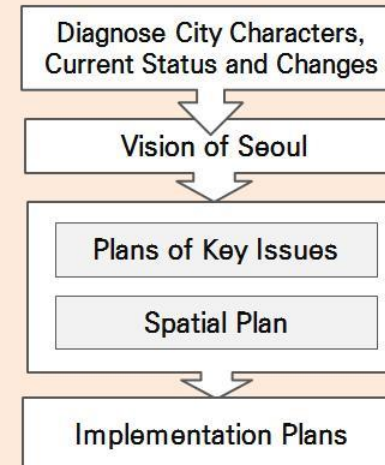 Diagnose City Characters,
Current Status and Changes
Vision of Seoul
Plans of Key Issues
Spatial Plan
Implementation Plans